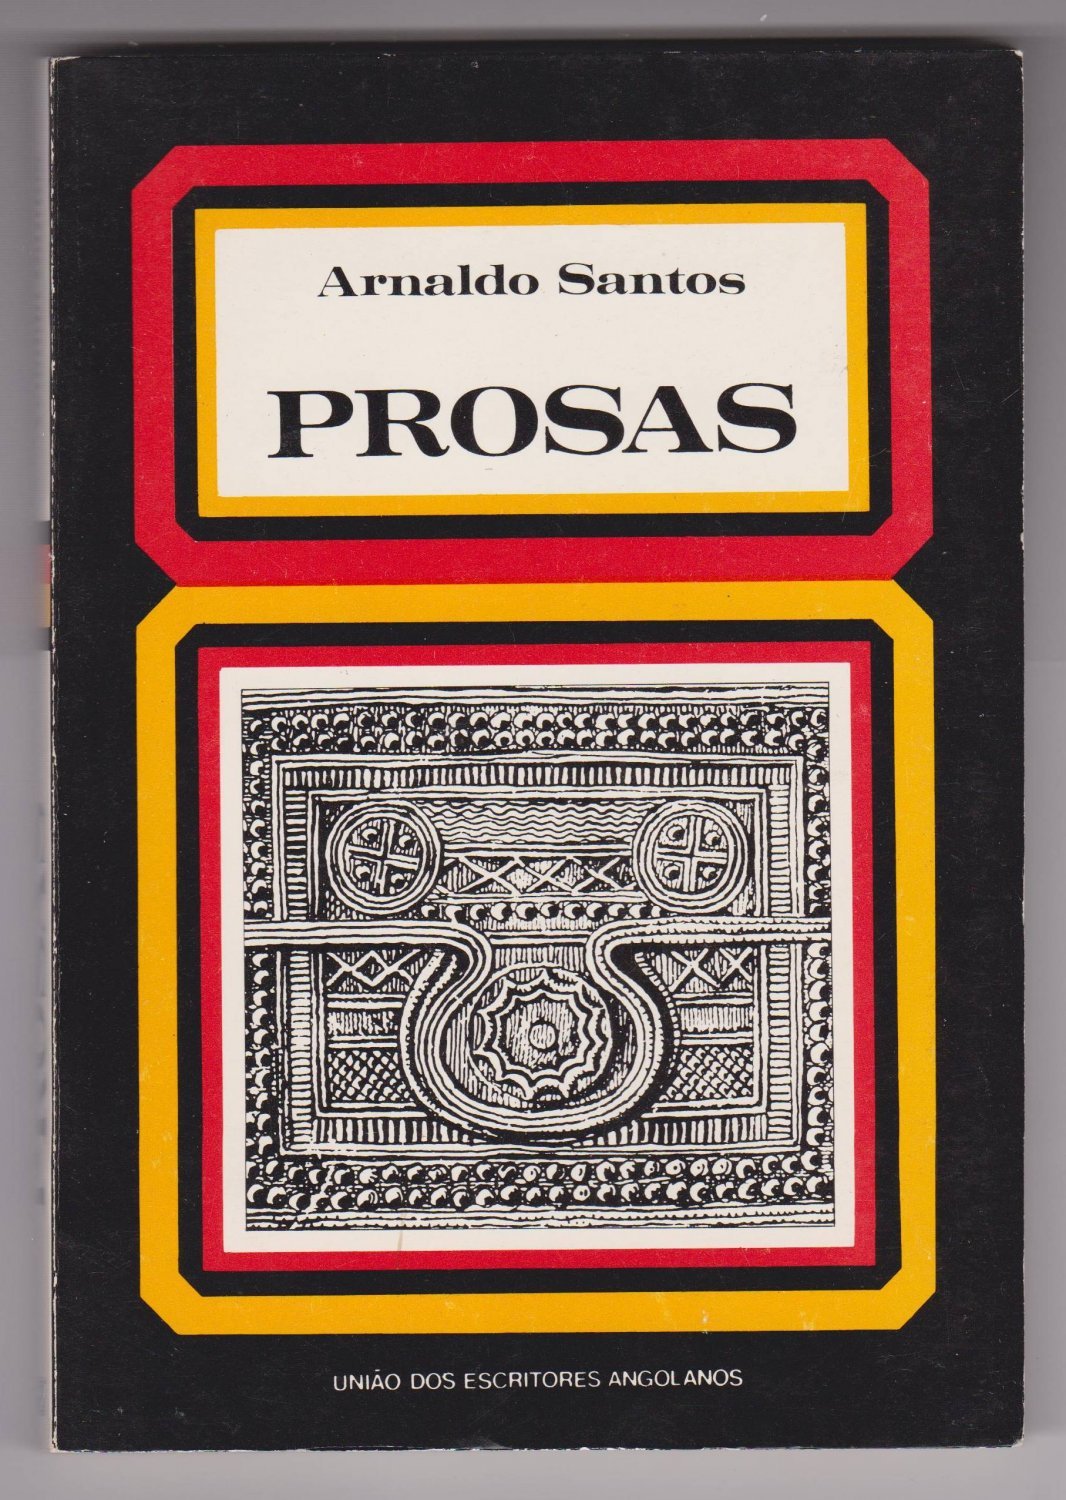 Arnaldo Santos
PROSAS
UNIÃO DOS ESCRITORES ANGOLANOS